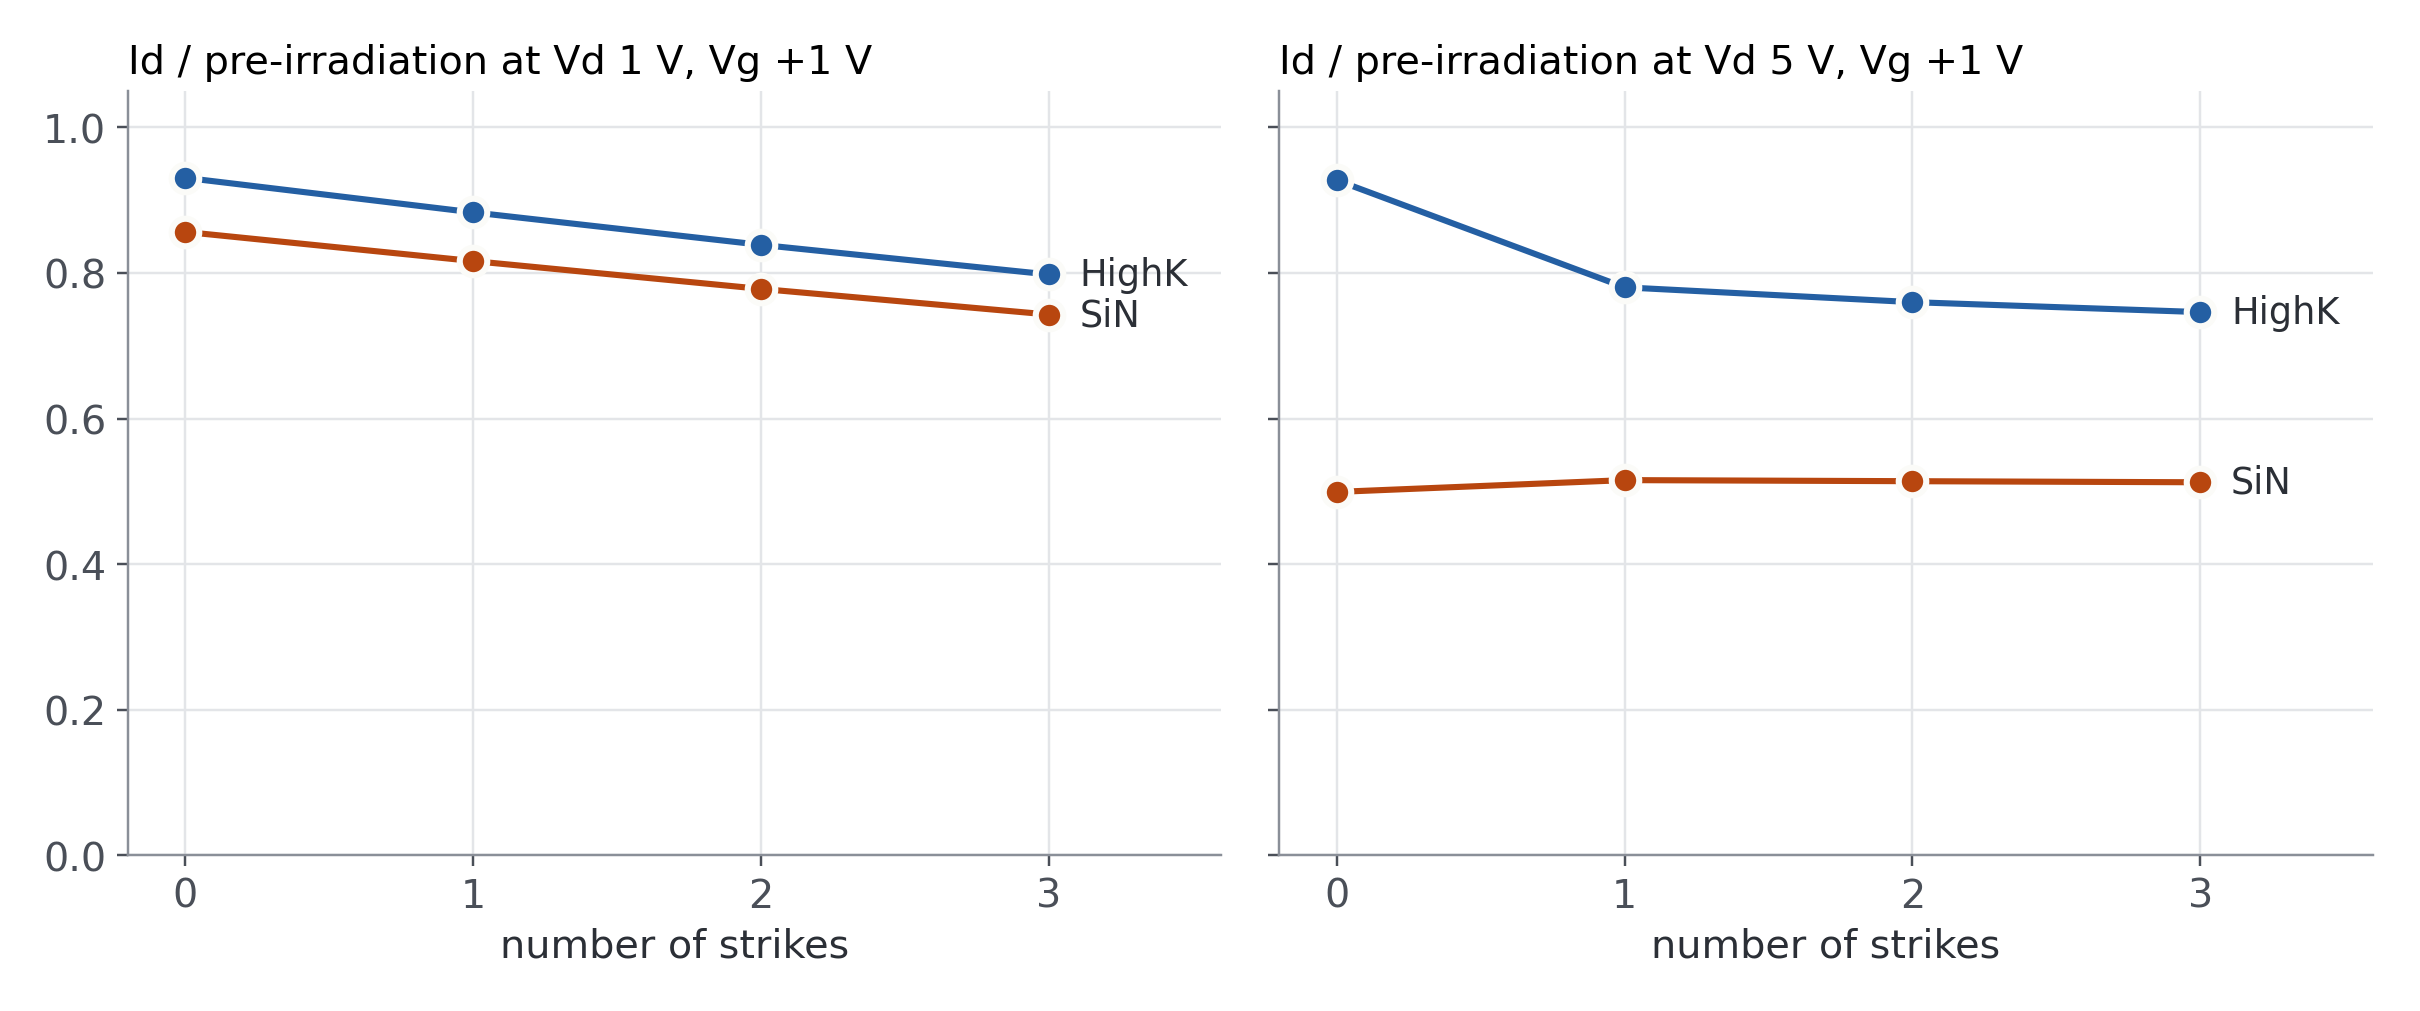 Id / pre-irradiation at Vd 1 V, Vg +1 V
1.0
0.8
0.6
0.4
0.2
0.0
HighK
SiN
0 1 2 3
number of strikes
Id / pre-irradiation at Vd 5 V, Vg +1 V
HighK
SiN
0 1 2 3
number of strikes